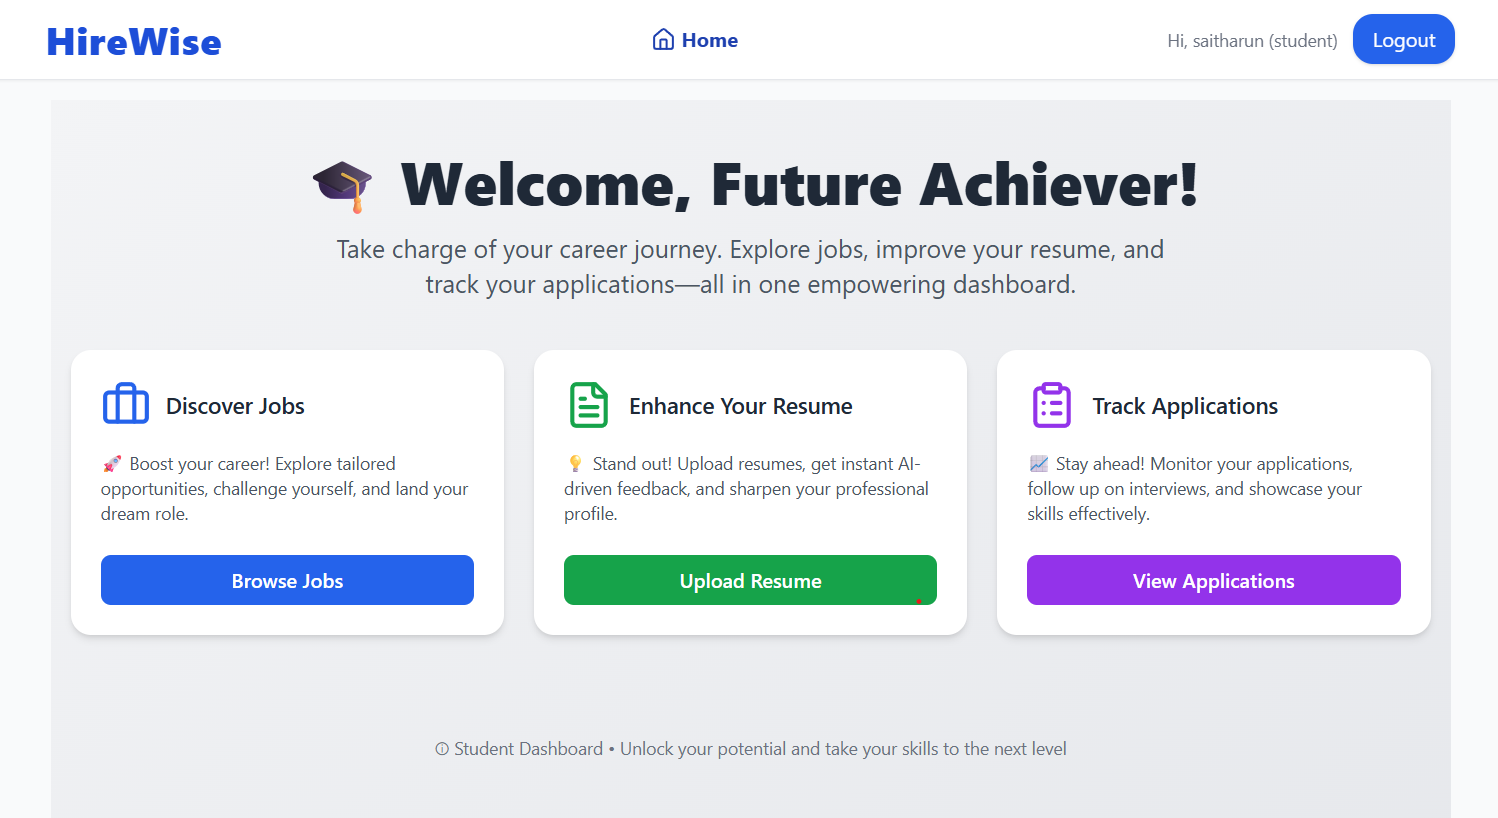 HireWise
Home
Hi, saitharun (student)
Logout
Welcome, Future Achiever!
Take charge of your career journey. Explore jobs, improve your resume, and
track your applications—all in one empowering dashboard.
Discover Jobs
Boost your career! Explore tailored
opportunities, challenge yourself, and land your
dream role.
Browse Jobs
Enhance Your Resume
Stand out! Upload resumes, get instant AI-
driven feedback, and sharpen your professional
profile.
Upload Resume
Track Applications
Stay ahead! Monitor your applications,
follow up on interviews, and showcase your
skills effectively.
View Applications
Student Dashboard • Unlock your potential and take your skills to the next level